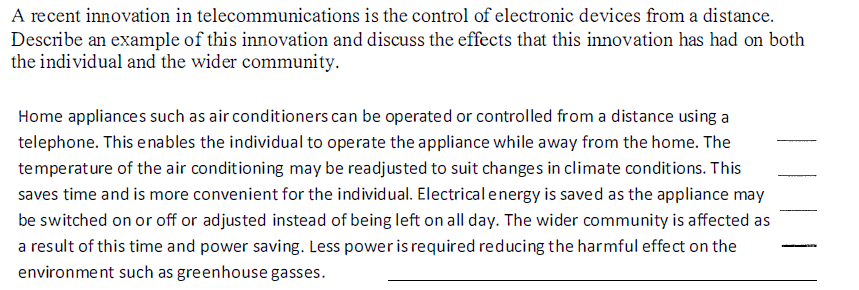 A recent innovation in telecommunications is the control of electronic devices from a distance.
Describe an example of this innovation and discuss the effects that this innovation has had on both
the individual and the wider community.
Home appliances such as air conditioners can be operated or controlled from a distance using a
telephone. This enables the individual to operate the appliance while away from the home. The
temperature of the air conditioning may be readjusted to suit changes in climate conditions. This
saves time and is more convenient for the individual. Electrical energy is saved as the appliance may
be switched on or off or adjusted instead of being left on all day. The wider community is affected as
a result of this time and power saving. Less power is required reducing the harmful effect on the
environment such as greenhouse gasses.